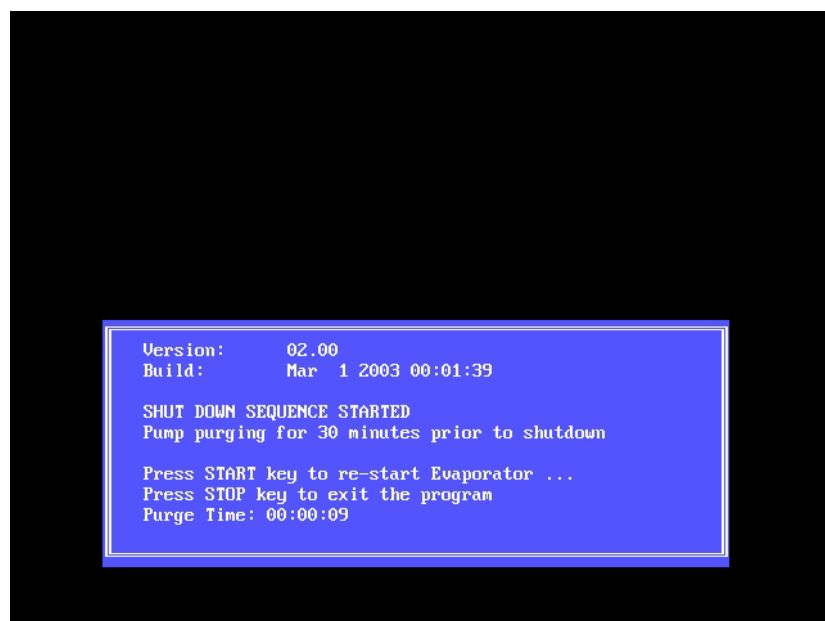 Version: 02.00
Build: Mar 1 2003 00:01:39
SHUT DOWN SEQUENCE STARTED
Pump purging for 30 minutes prior to shutdown
Press START key to re-start Evaporator ...
Press STOP key to exit the program
Purge Time: 00:00:09